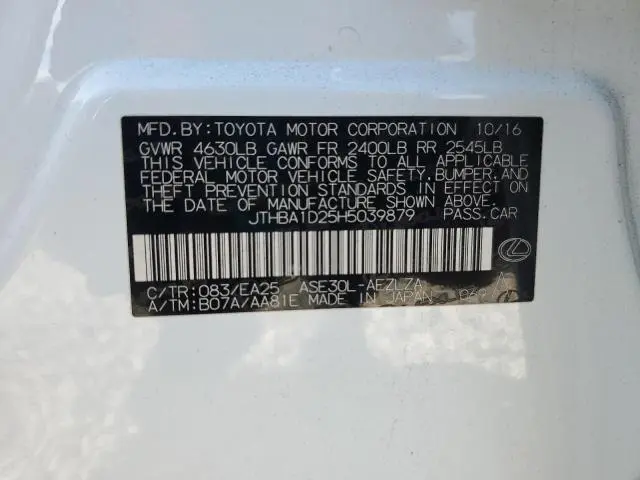 MFD.BY:TOYOTA MOTOR CORPORATION 10/16
GVWR 4630LB GAWR FR 2400LB RR 2545LB
THIS VEHICLE CONFORMS TO ALL APPLICABLE
FEDERAL MOTOR VEHICLE SAFETY,BUMPER,AND
THEFT PREVENTION STANDARDS IN EFFECT ON
THE DATE OF MANUFACTURE SHOWN ABOVE.
JTHBA1D25H5039879 PASS.CAR
C/TR:083/EA25 ASE30L-AEZLZA A
A/TM:B07A/AA81E MADE IN JAPAN